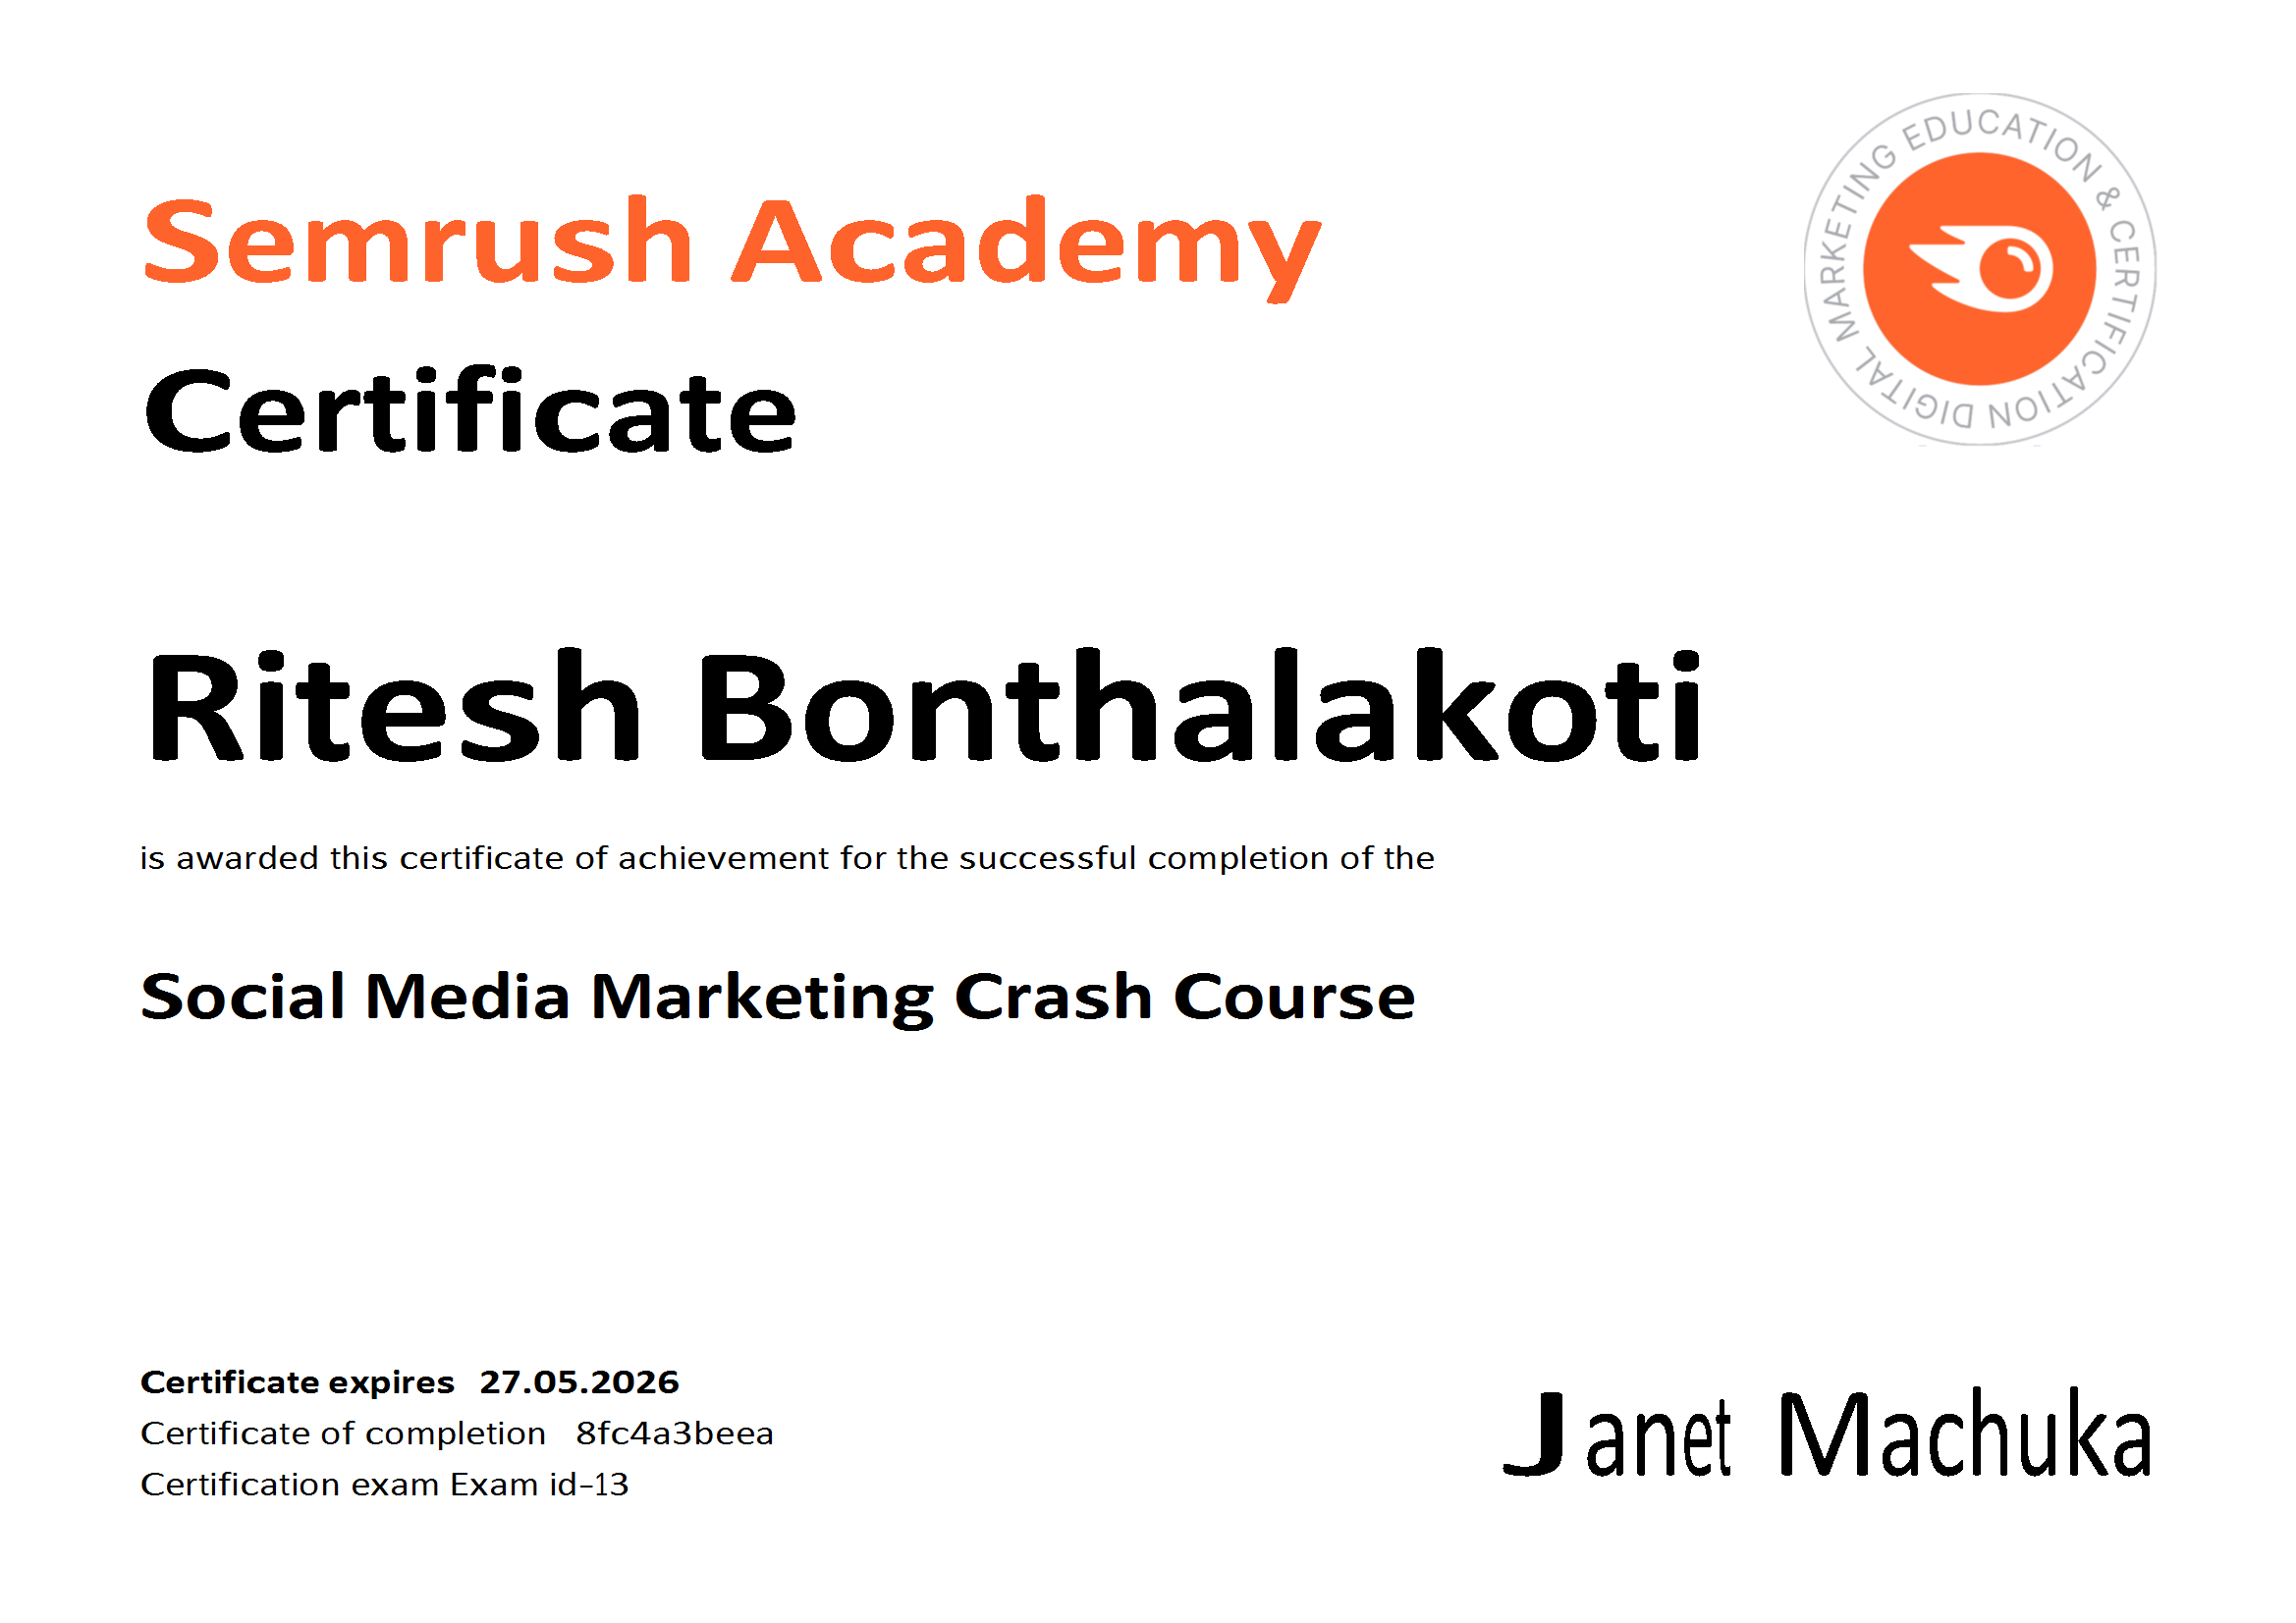 Semrush Academy
Certificate
DIGITAL MARKETING EDUCATION & CERTIFICATION
Ritesh Bonthalakoti
is awarded this certificate of achievement for the successful completion of the
Social Media Marketing Crash Course
Certificate expires 27.05.2026
Certificate of completion 8fc4a3beea
Certification exam Exam id-13
Janet Machuka